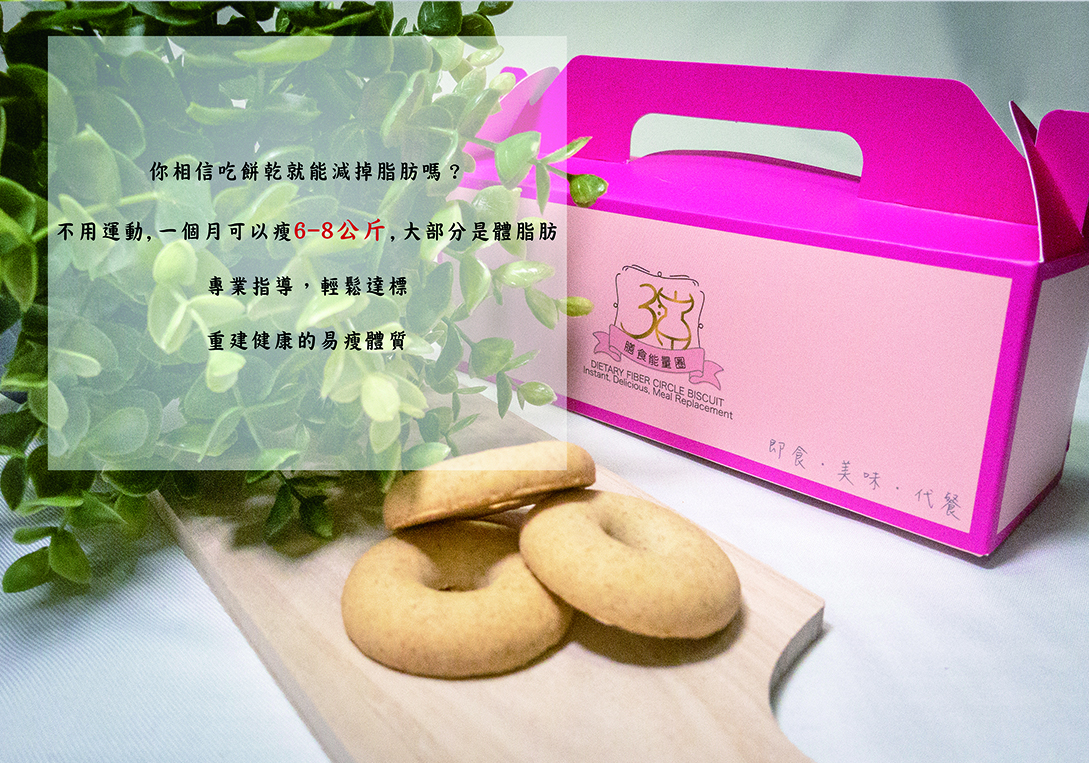 你相信吃餅乾就能減掉脂肪嗎？
不用運動,一個月可以瘦6-8公斤,大部分是體脂肪
專業指導，輕鬆達標
重建健康的易瘦體質
膳食能量圈
DIETARY FIBER CIRCLE BISCUIT
Instant, Delicious, Meal Replacement
即食·美味·代餐